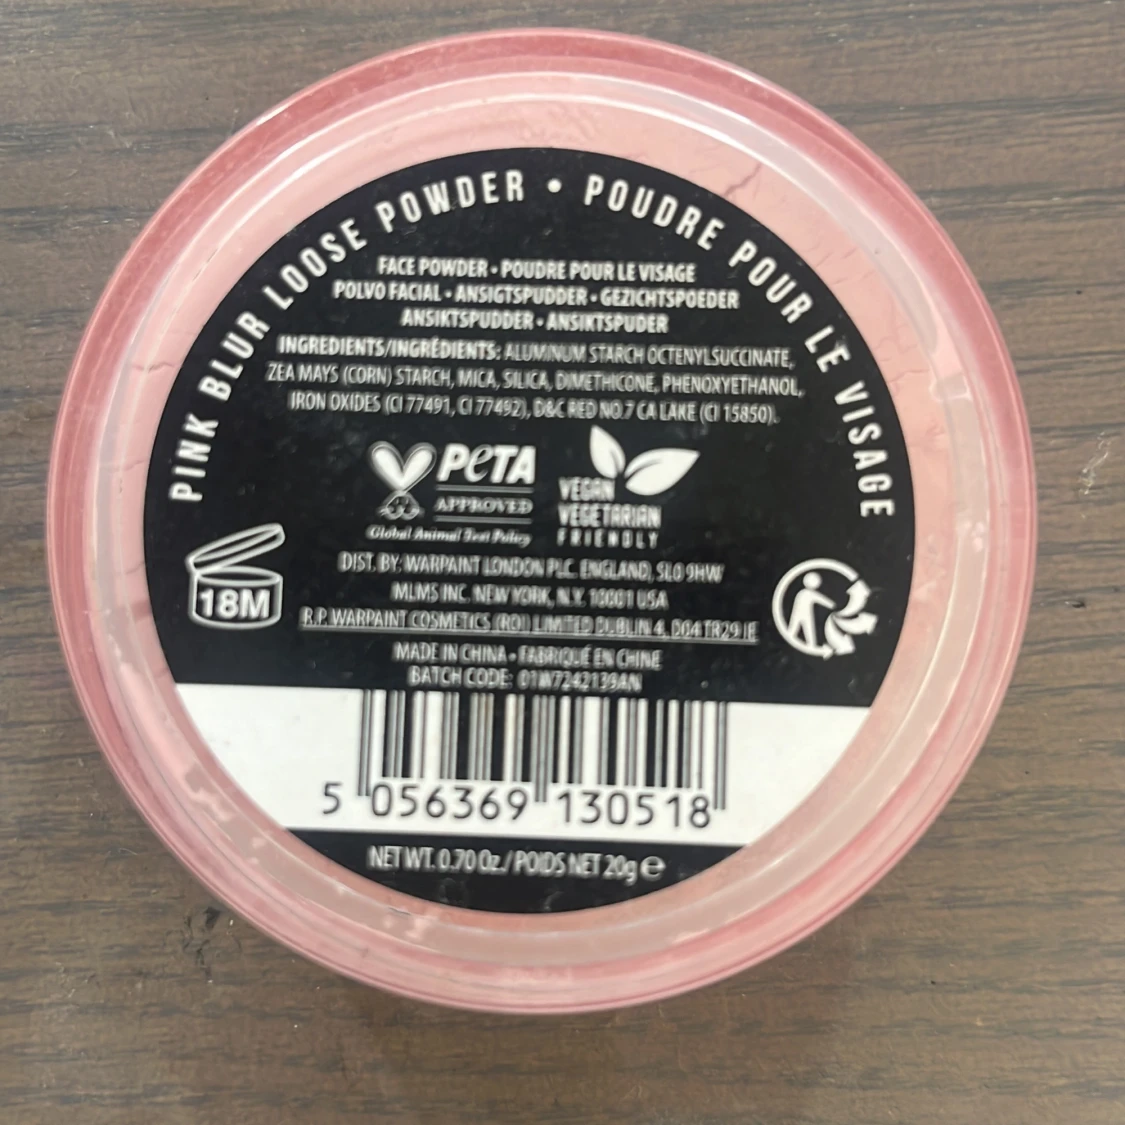 PINK BLUR LOOSE POWDER • POUDRE POUR LE VISAGE
FACE POWDER • POUDRE POUR LE VISAGE
POLVO FACIAL • ANSIGTSPUDDER • GEZICHTSPOEDER
ANSIKTSPUDDER • ANSIKTSPUDER
INGREDIENTS/INGRÉDIENTS: ALUMINUM STARCH OCTENYLSUCCINATE,
ZEA MAYS (CORN) STARCH, MICA, SILICA, DIMETHICONE, PHENOXYETHANOL,
IRON OXIDES (CI 77491, CI 77492), D&C RED NO.7 CA LAKE (CI 15850).
PETA
APPROVED
Global Animal Test Policy
VEGAN
VEGETARIAN
FRIENDLY
DIST. BY: WARPAINT LONDON PLC. ENGLAND, SL0 9HW
MLMS INC. NEW YORK, N.Y. 10001 USA
R.P. WARPAINT COSMETICS (ROI) LIMITED DUBLIN 4, D04 TR29 IE
18M
MADE IN CHINA • FABRIQUÉ EN CHINE
BATCH CODE: 01W7242139AN
5 056369 130518
NET WT. 0.70 Oz. / POIDS NET 20g ℮